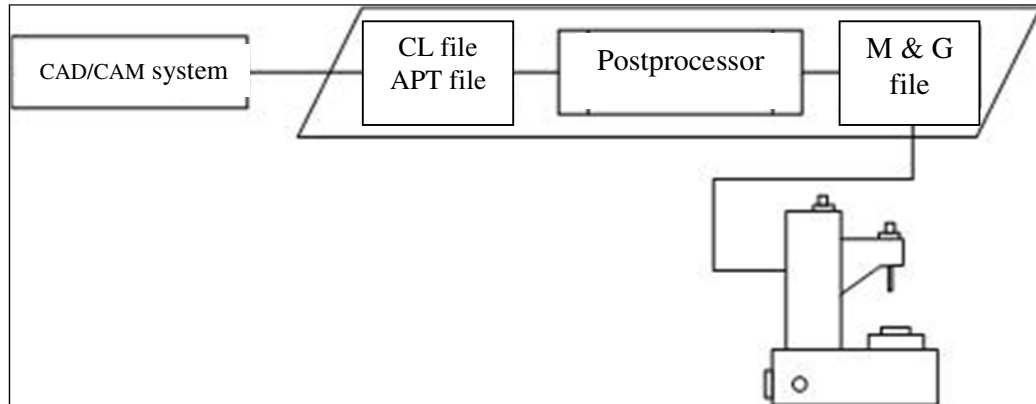 CAD/CAM system
CL file
APT file
Postprocessor
M & G
file